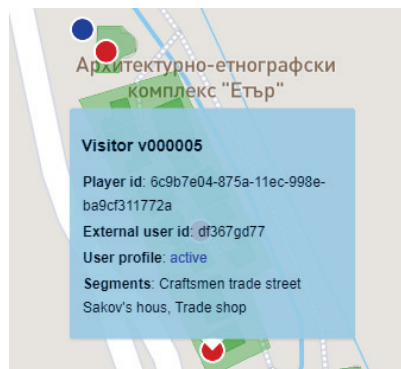 Архитектурно-етнографски
комплекс "Етър"
Visitor v000005
Player id: 6c9b7e04-875a-11ec-998e-
ba9cf311772a
External user id: df367gd77
User profile: active
Segments: Craftsmen trade street
Sakov's hous, Trade shop